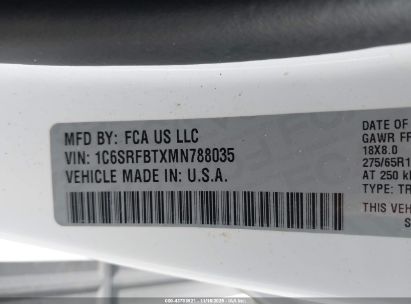 MFD BY: FCA US LLC
VIN: 1C6SRFBTXMN788035
VEHICLE MADE IN: U.S.A.
DATE OF
GAWR FR
18X8.0
275/65R1
AT 250 k
TYPE: TR
THIS VEH